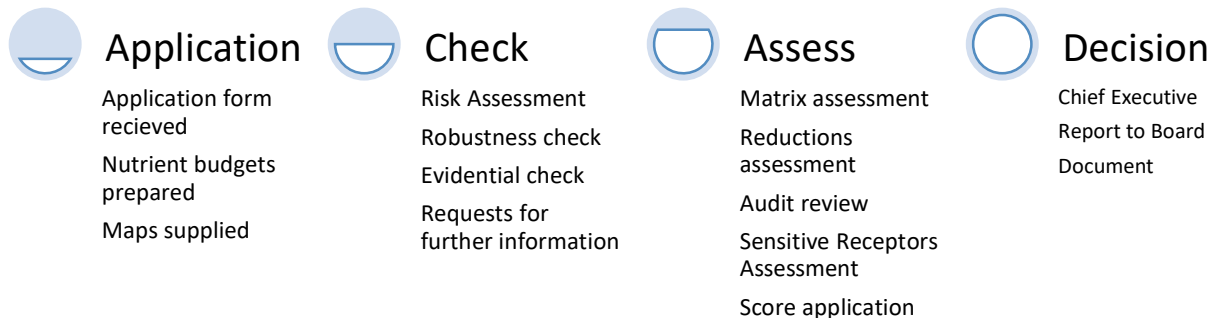 Application
Application form
recieved
Nutrient budgets
prepared
Maps supplied
Check
Risk Assessment
Robustness check
Evidential check
Requests for
further information
Assess
Matrix assessment
Reductions
assessment
Audit review
Sensitive Receptors
Assessment
Score application
Decision
Chief Executive
Report to Board
Document